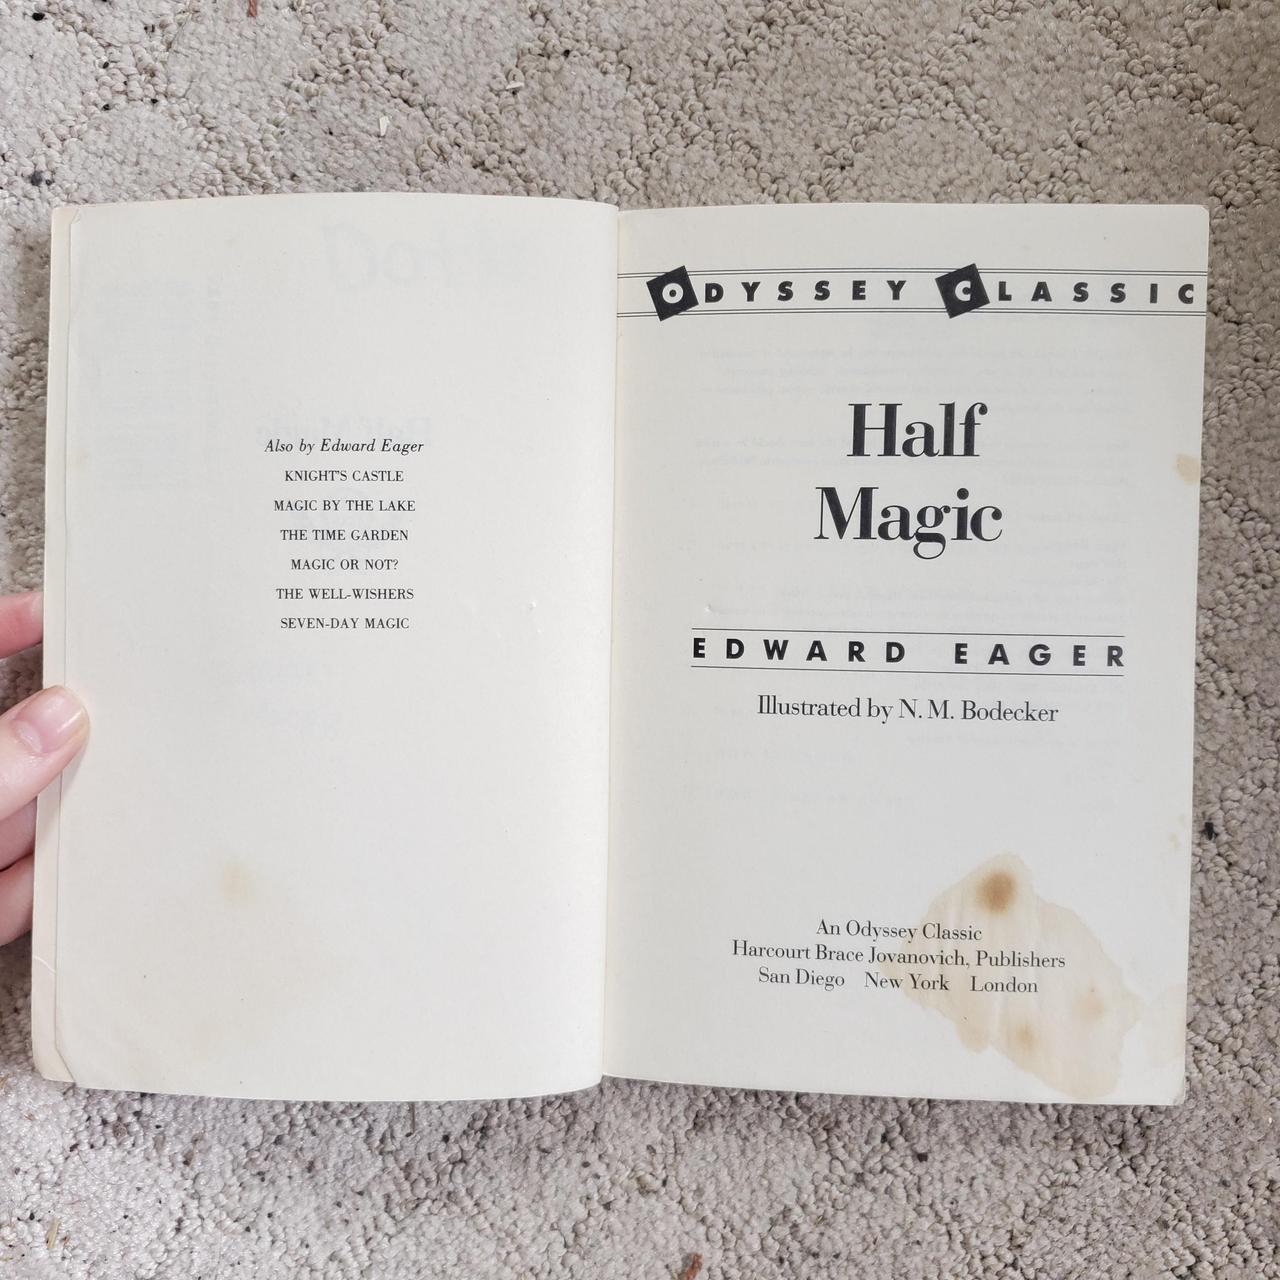 Also by Edward Eager
KNIGHT'S CASTLE
MAGIC BY THE LAKE
THE TIME GARDEN
MAGIC OR NOT?
THE WELL-WISHERS
SEVEN-DAY MAGIC
ODYSSEY CLASSIC
Half
Magic
EDWARD EAGER
Illustrated by N. M. Bodecker
An Odyssey Classic
Harcourt Brace Jovanovich, Publishers
San Diego New York London